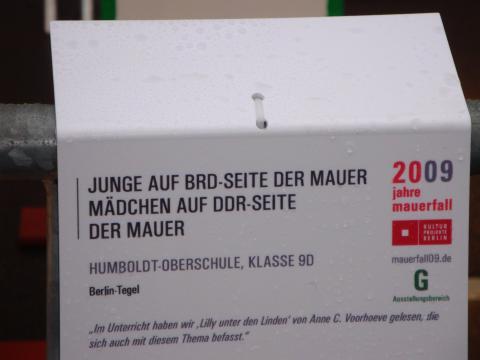 JUNGE AUF BRD-SEITE DER MAUER
MÄDCHEN AUF DDR-SEITE
DER MAUER
HUMBOLDT-OBERSCHULE, KLASSE 9D
Berlin-Tegel
„Im Unterricht haben wir ‚Lilly unter den Linden' von Anne C. Voorhoeve gelesen, die
sich auch mit diesem Thema befasst."
2009
jahre
mauerfall
KULTUR
PROJEKTE
BERLIN
mauerfall09.de
G
Ausstellungsbereich